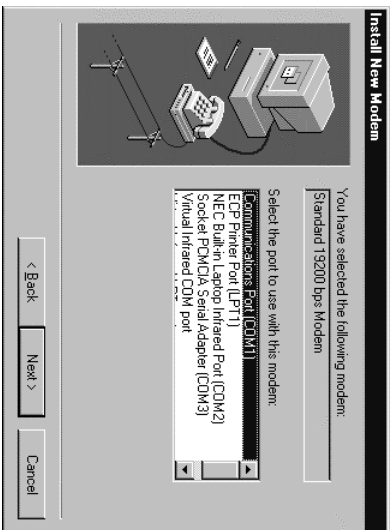 Install New Modem
You have selected the following modem:
Standard 19200 bps Modem
Select the port to use with this modem:
Communications Port (COM1)
ECP Printer Port (LPT1)
NEC Built-in Laptop Infrared Port (COM2)
Socket PCMCIA Serial Adapter (COM3)
Virtual Infrared COM port
< Back
Next >
Cancel